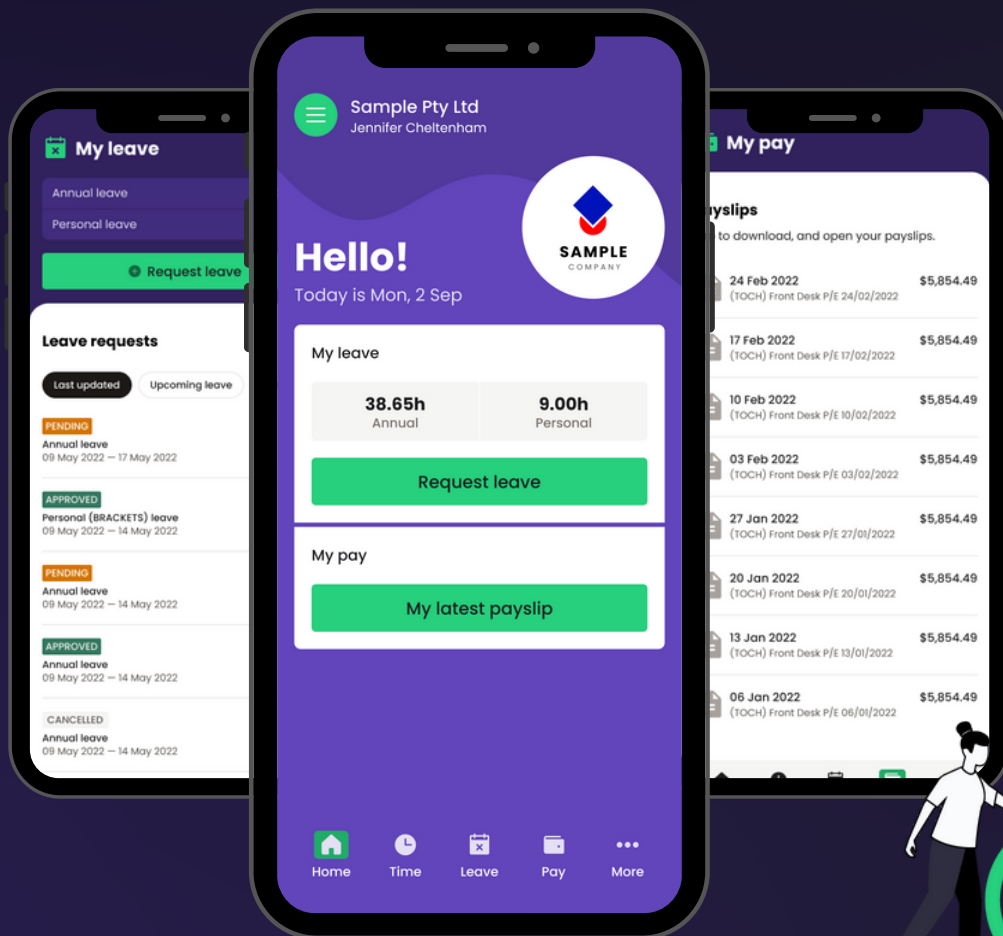 My leave
Annual leave
Personal leave
Request leave
Leave requests
Last updated
Upcoming leave
PENDING
Annual leave
09 May 2022 — 17 May 2022
APPROVED
Personal (BRACKETS) leave
09 May 2022 — 14 May 2022
PENDING
Annual leave
09 May 2022 — 14 May 2022
APPROVED
Annual leave
09 May 2022 — 14 May 2022
CANCELLED
Annual leave
09 May 2022 — 14 May 2022
Sample Pty Ltd
Jennifer Cheltenham
SAMPLE
COMPANY
Hello!
Today is Mon, 2 Sep
My leave
38.65h
Annual
9.00h
Personal
Request leave
My pay
My latest payslip
Home
Time
Leave
Pay
More
My pay
yslips
to download, and open your payslips.
24 Feb 2022 $5,854.49
(TOCH) Front Desk P/E 24/02/2022
17 Feb 2022 $5,854.49
(TOCH) Front Desk P/E 17/02/2022
10 Feb 2022 $5,854.49
(TOCH) Front Desk P/E 10/02/2022
03 Feb 2022 $5,854.49
(TOCH) Front Desk P/E 03/02/2022
27 Jan 2022 $5,854.49
(TOCH) Front Desk P/E 27/01/2022
20 Jan 2022 $5,854.49
(TOCH) Front Desk P/E 20/01/2022
13 Jan 2022 $5,854.49
(TOCH) Front Desk P/E 13/01/2022
06 Jan 2022 $5,854.49
(TOCH) Front Desk P/E 06/01/2022